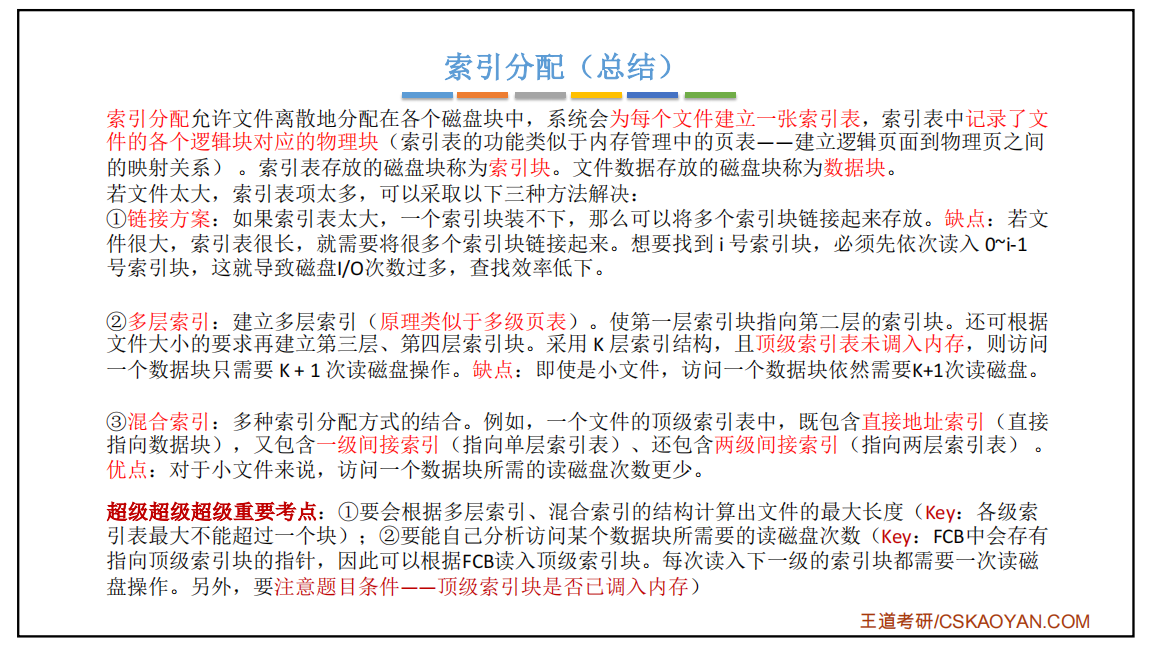 索引分配（总结）
索引分配允许文件离散地分配在各个磁盘块中，系统会为每个文件建立一张索引表，索引表中记录了文
件的各个逻辑块对应的物理块（索引表的功能类似于内存管理中的页表——建立逻辑页面到物理页之间
的映射关系）。索引表存放的磁盘块称为索引块。文件数据存放的磁盘块称为数据块。
若文件太大，索引表项太多，可以采取以下三种方法解决：
①链接方案：如果索引表太大，一个索引块装不下，那么可以将多个索引块链接起来存放。缺点：若文
件很大，索引表很长，就需要将很多个索引块链接起来。想要找到 i 号索引块，必须先依次读入 0~i-1
号索引块，这就导致磁盘I/O次数过多，查找效率低下。
②多层索引：建立多层索引（原理类似于多级页表）。使第一层索引块指向第二层的索引块。还可根据
文件大小的要求再建立第三层、第四层索引块。采用 K 层索引结构，且顶级索引表未调入内存，则访问
一个数据块只需要 K + 1 次读磁盘操作。缺点：即使是小文件，访问一个数据块依然需要K+1次读磁盘。
③混合索引：多种索引分配方式的结合。例如，一个文件的顶级索引表中，既包含直接地址索引（直接
指向数据块），又包含一级间接索引（指向单层索引表）、还包含两级间接索引（指向两层索引表）。
优点：对于小文件来说，访问一个数据块所需的读磁盘次数更少。
超级超级超级重要考点：①要会根据多层索引、混合索引的结构计算出文件的最大长度（Key：各级索
引表最大不能超过一个块）；②要能自己分析访问某个数据块所需要的读磁盘次数（Key：FCB中会存有
指向顶级索引块的指针，因此可以根据FCB读入顶级索引块。每次读入下一级的索引块都需要一次读磁
盘操作。另外，要注意题目条件——顶级索引块是否已调入内存）
王道考研/CSKAOYAN.COM